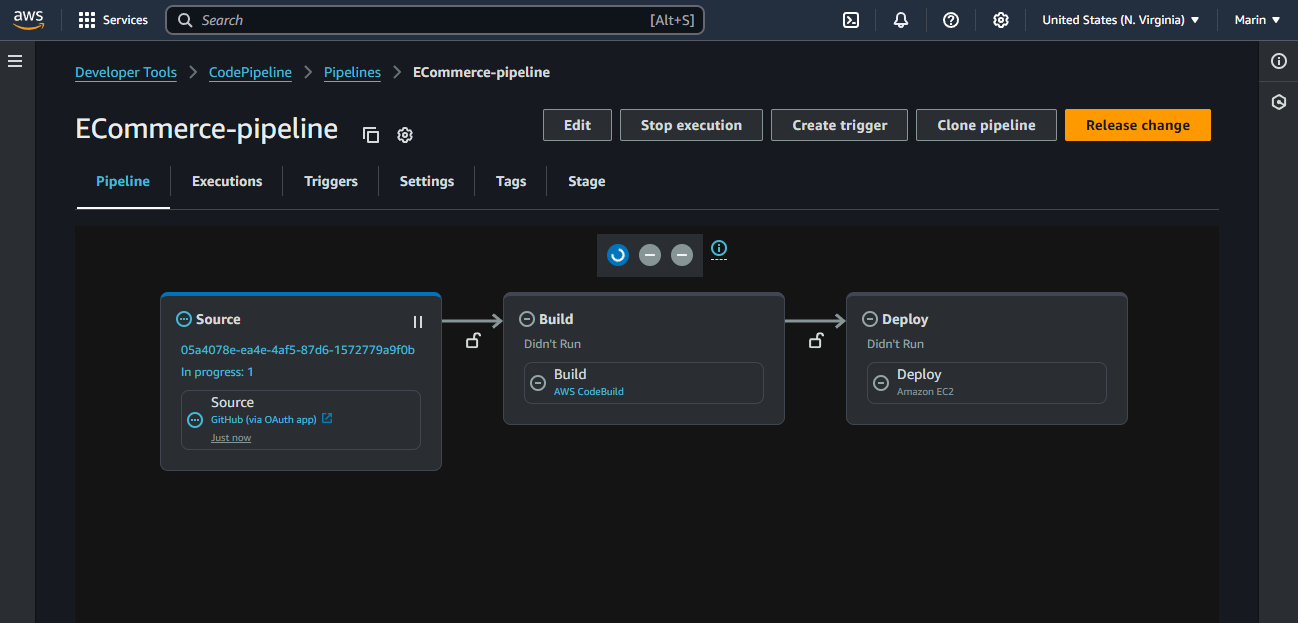 aws Services Search [Alt+S] United States (N. Virginia) Marin
Developer Tools CodePipeline Pipelines ECommerce-pipeline
ECommerce-pipeline Edit Stop execution Create trigger Clone pipeline Release change
Pipeline Executions Triggers Settings Tags Stage
Source
05a4078e-ea4e-4af5-87d6-1572779a9f0b
In progress: 1
Source
GitHub (via OAuth app)
Just now
Build
Didn't Run
Build
AWS CodeBuild
Deploy
Didn't Run
Deploy
Amazon EC2